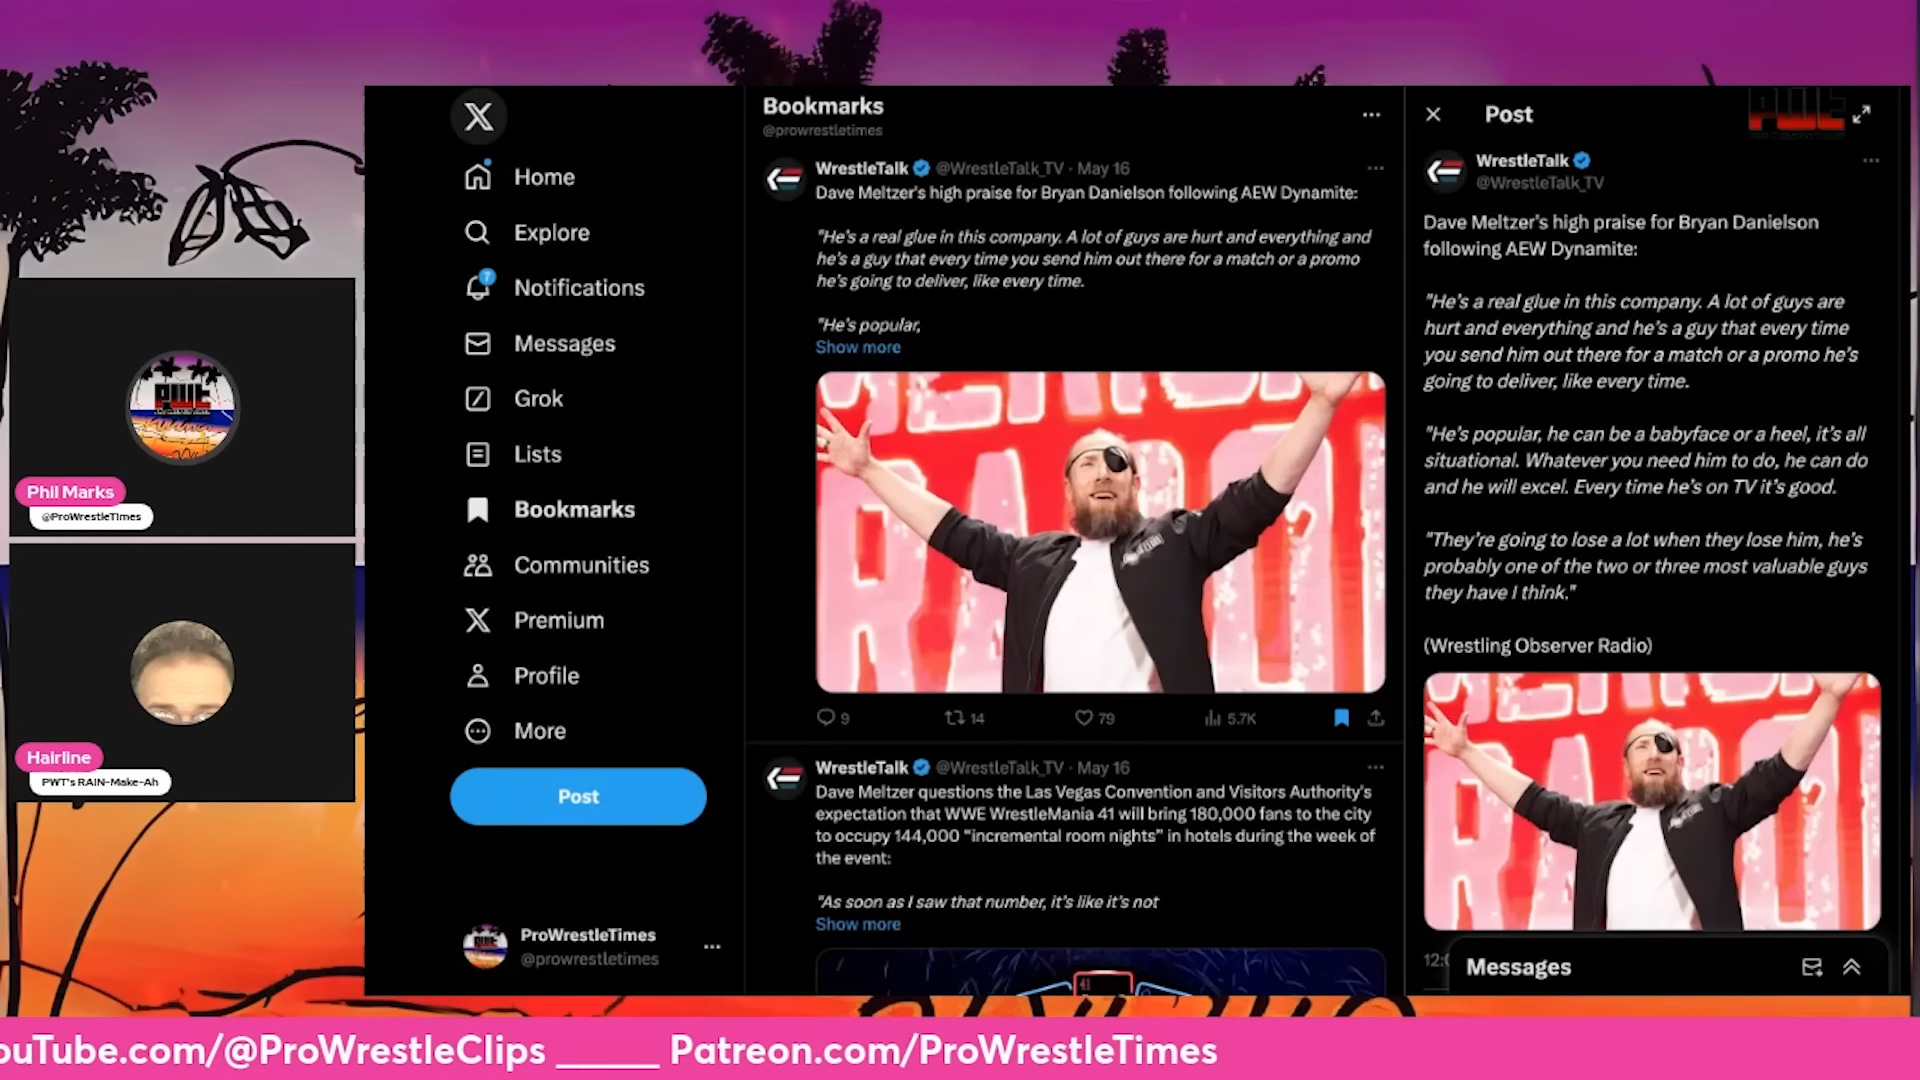 Phil Marks
@ProWrestleTimes
Hairline
PWT's RAIN-Make-Ah
Home
Explore
7
Notifications
Messages
Grok
Lists
Bookmarks
Communities
Premium
Profile
More
Post
ProWrestleTimes
@prowrestletimes
Bookmarks
@prowrestletimes
WrestleTalk @WrestleTalk_TV · May 16
Dave Meltzer's high praise for Bryan Danielson following AEW Dynamite:
"He's a real glue in this company. A lot of guys are hurt and everything and
he's a guy that every time you send him out there for a match or a promo
he's going to deliver, like every time.
"He's popular,
Show more
9
14
79
5.7K
WrestleTalk @WrestleTalk_TV · May 16
Dave Meltzer questions the Las Vegas Convention and Visitors Authority's
expectation that WWE WrestleMania 41 will bring 180,000 fans to the city
to occupy 144,000 "incremental room nights" in hotels during the week of
the event:
"As soon as I saw that number, it's like it's not
Show more
41
Post
WrestleTalk
@WrestleTalk_TV
Dave Meltzer's high praise for Bryan Danielson
following AEW Dynamite:
"He's a real glue in this company. A lot of guys are
hurt and everything and he's a guy that every time
you send him out there for a match or a promo he's
going to deliver, like every time.
"He's popular, he can be a babyface or a heel, it's all
situational. Whatever you need him to do, he can do
and he will excel. Every time he's on TV it's good.
"They're going to lose a lot when they lose him, he's
probably one of the two or three most valuable guys
they have I think."
(Wrestling Observer Radio)
Messages
ouTube.com/@ProWrestleClips ______ Patreon.com/ProWrestleTimes